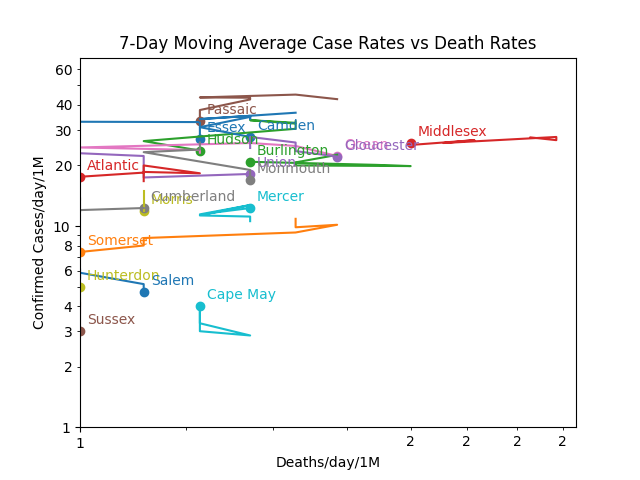 7-Day Moving Average Case Rates vs Death Rates
60
40
30
20
10
8
6
4
3
2
1
Confirmed Cases/day/1M
Passaic
Essex
Camden
Hudson
Middlesex
Gloucester
Burlington
Union
Monmouth
Atlantic
Cumberland
Morris
Mercer
Somerset
Hunterdon
Salem
Cape May
Sussex
1
2
2
2
2
Deaths/day/1M